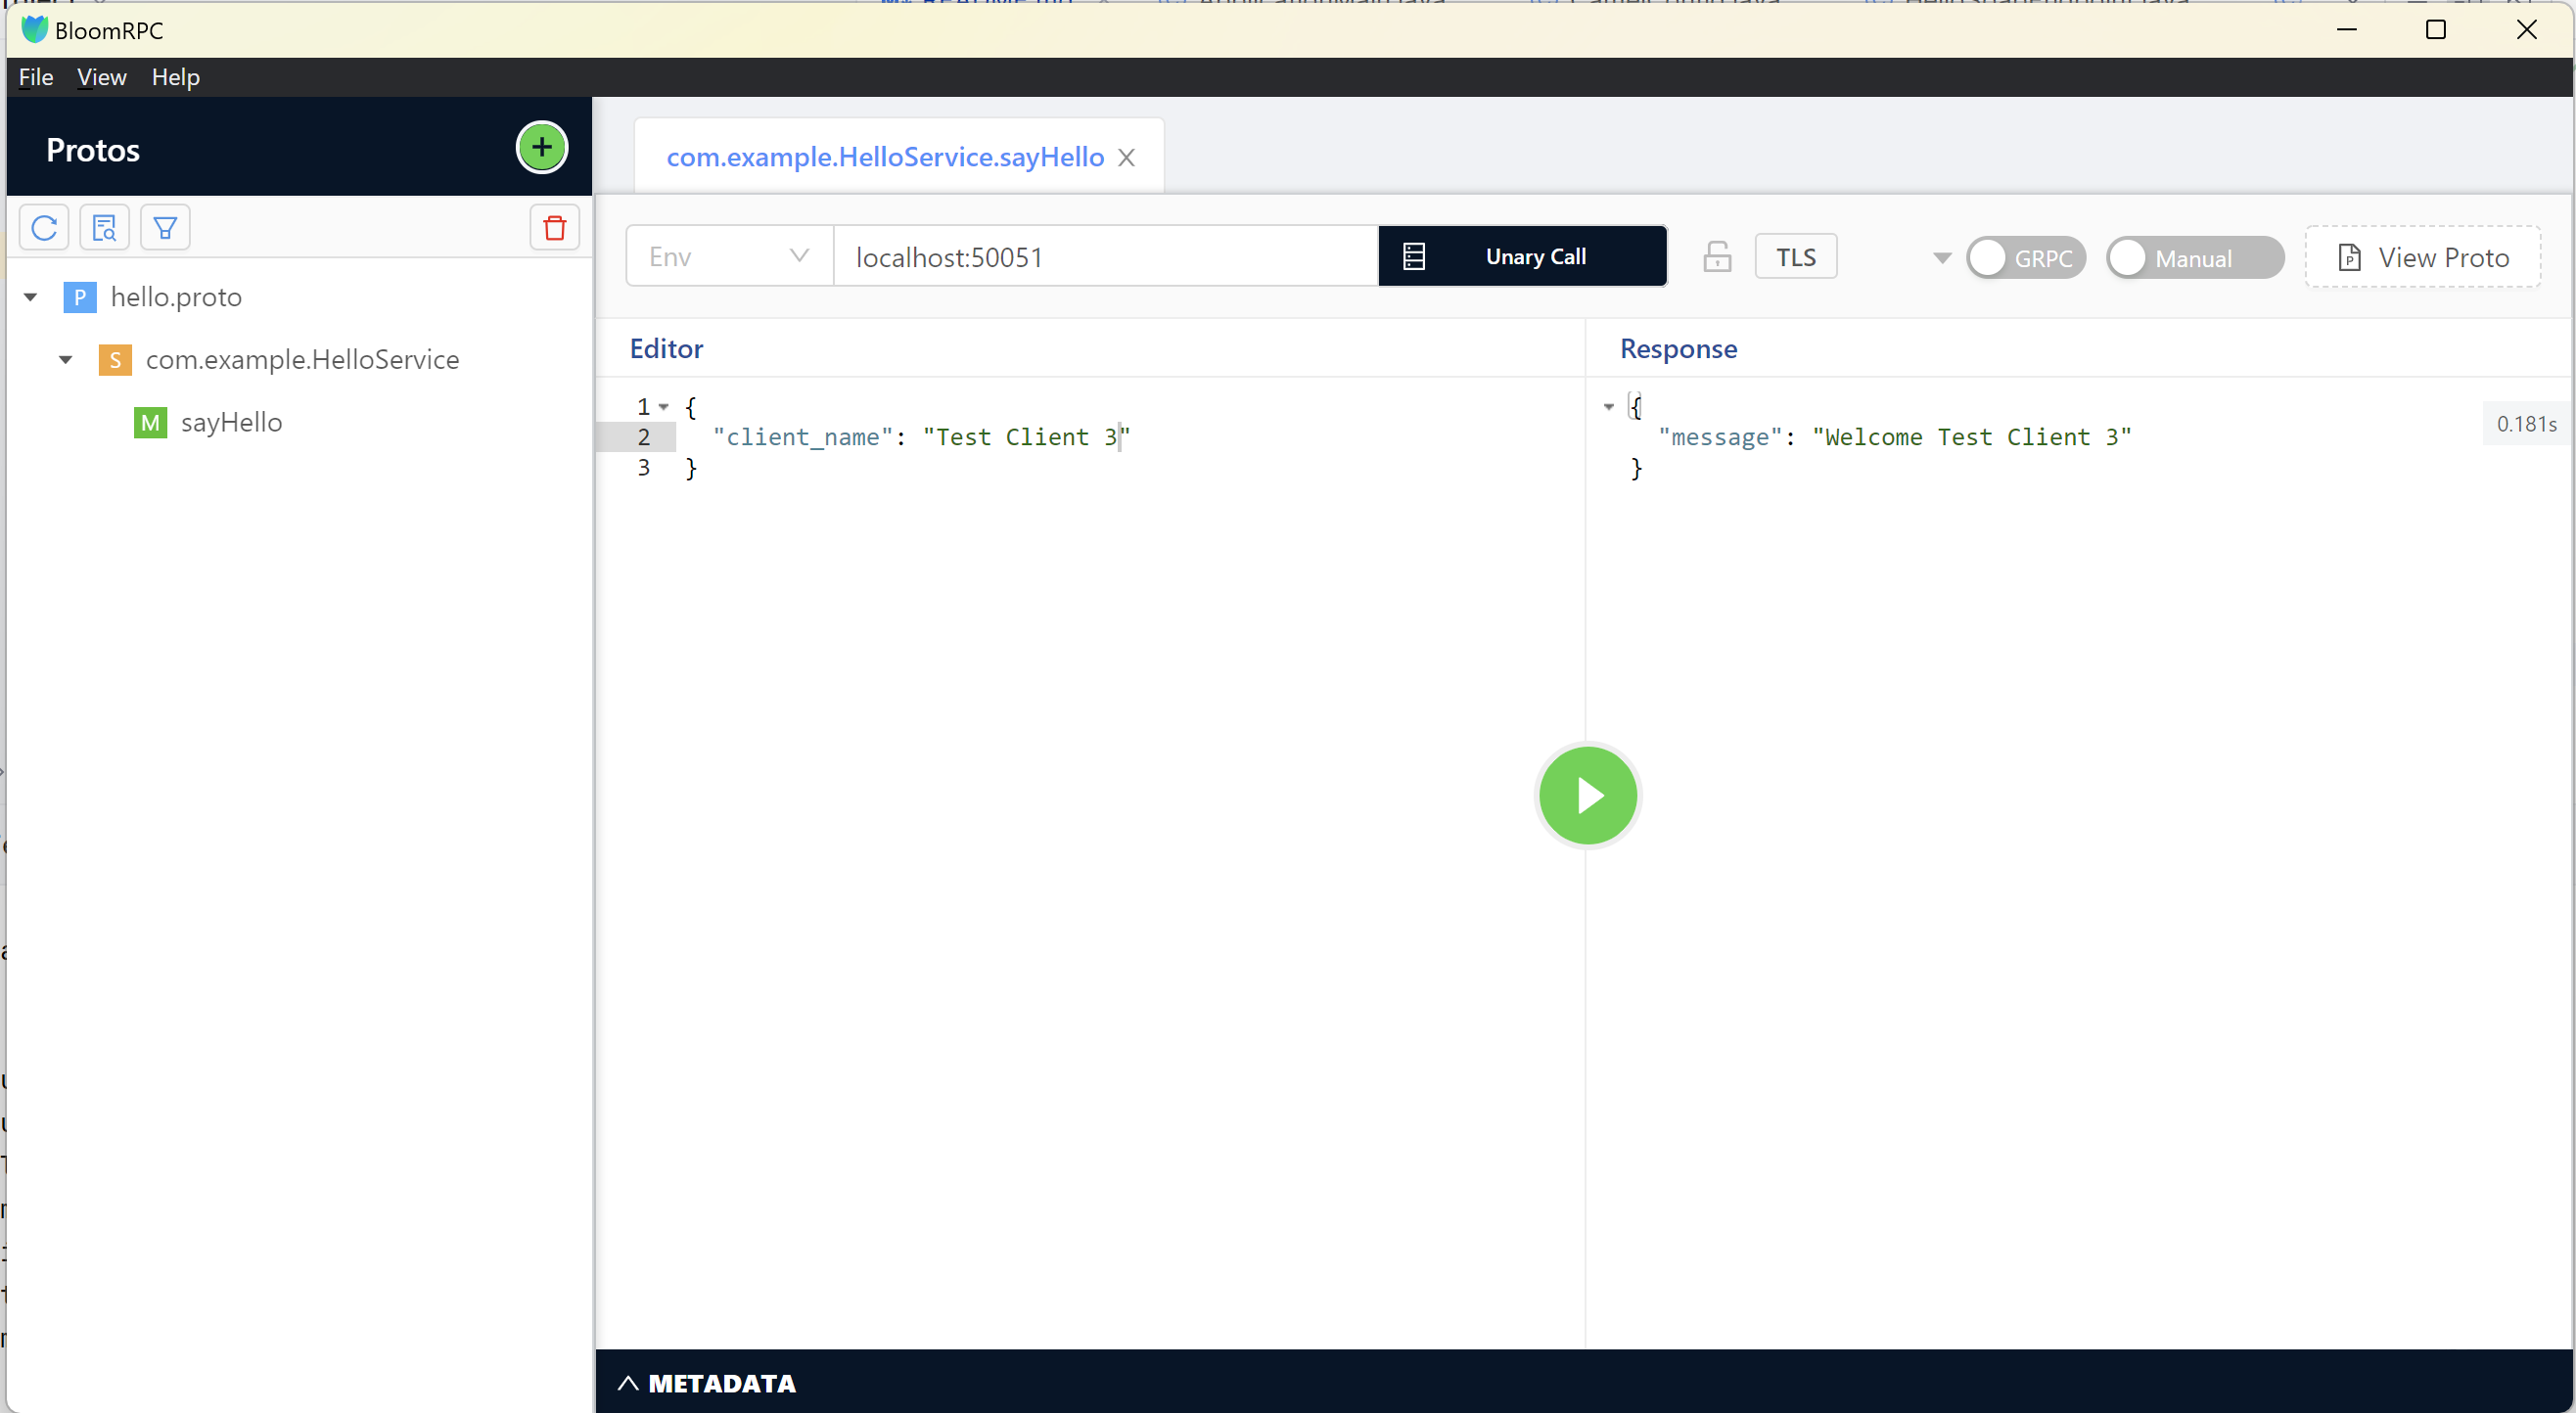 BloomRPC
File View Help
Protos
com.example.HelloService.sayHello
Env
localhost:50051
Unary Call
TLS
GRPC
Manual
View Proto
P hello.proto
S com.example.HelloService
M sayHello
Editor
Response
1 {
2 "client_name": "Test Client 3"
3 }
{
"message": "Welcome Test Client 3"
}
0.181s
METADATA